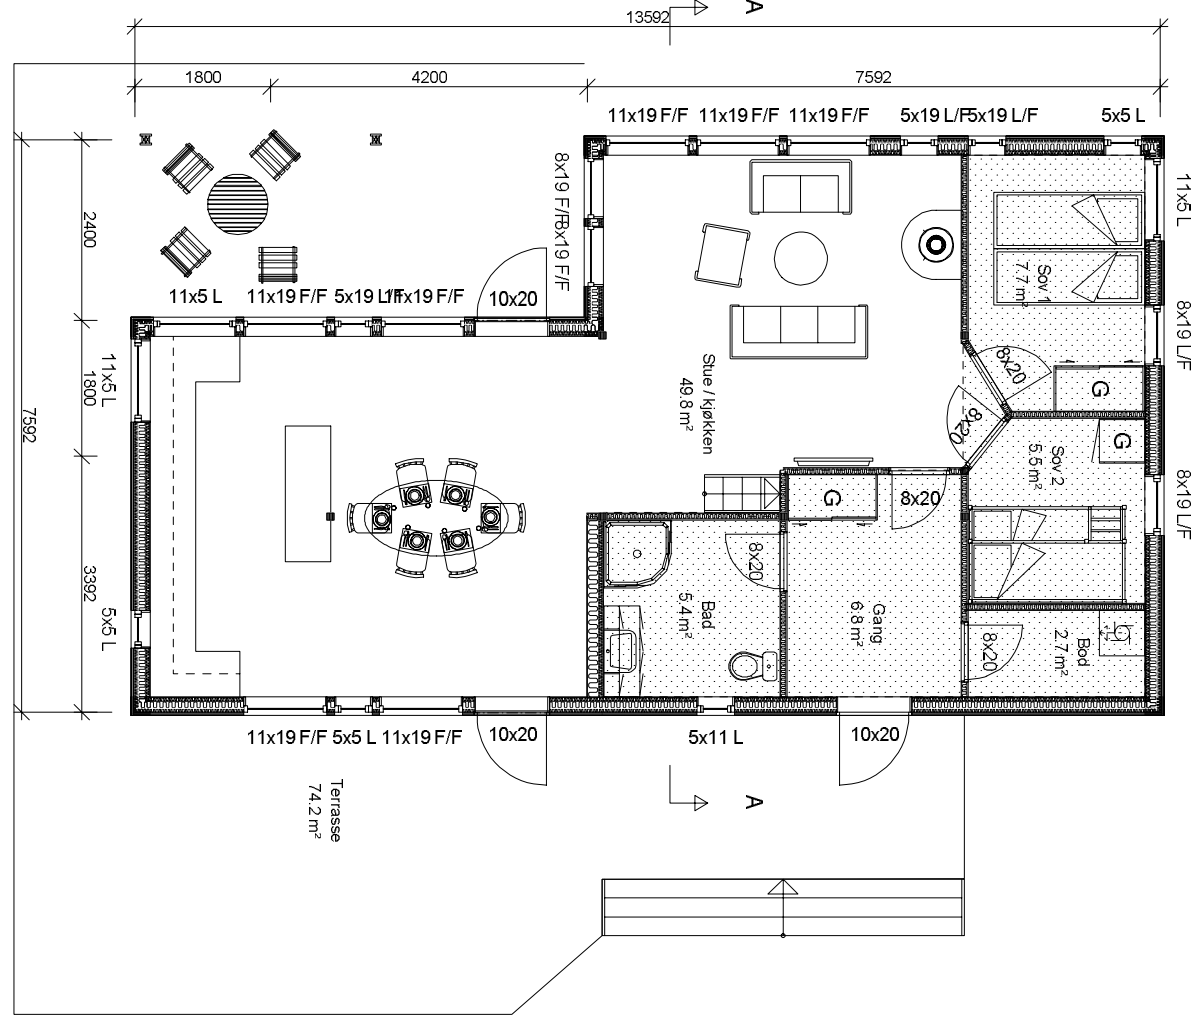 A
13592
1800
4200
7592
11x19 F/F
11x19 F/F
11x19 F/F
5x19 L/F
5x19 L/F
5x5 L
8x19 F/F
8x19 F/F
11x5 L
2400
Sov 1
7.7 m²
11x5 L
11x19 F/F
5x19 L/F
11x19 F/F
10x20
8x19 L/F
11x5 L
1800
7592
Stue / kjøkken
49.8 m²
8x20
G
8x20
G
Sov 2
5.5 m²
8x19 L/F
G
8x20
3392
8x20
5x5 L
Bad
5.4 m²
Gang
6.8 m²
8x20
Bod
2.7 m²
11x19 F/F
5x5 L
11x19 F/F
10x20
5x11 L
10x20
Terrasse
74.2 m²
A